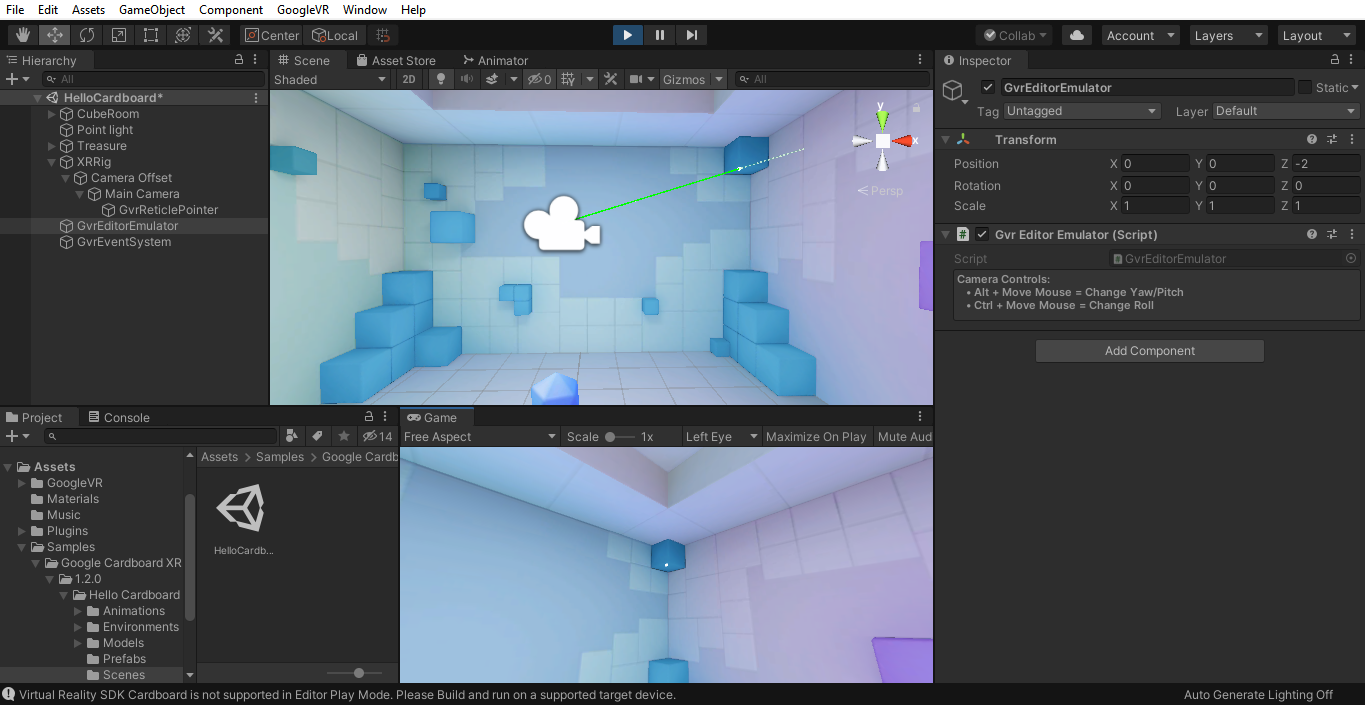 File Edit Assets GameObject Component GoogleVR Window Help
Center Local Collab Account Layers Layout
Hierarchy
All
HelloCardboard*
CubeRoom
Point light
Treasure
XRRig
Camera Offset
Main Camera
GvrReticlePointer
GvrEditorEmulator
GvrEventSystem
Scene Asset Store Animator
Shaded 2D 0 Gizmos All
y
x
Persp
Inspector
GvrEditorEmulator Static
Tag Untagged Layer Default
Transform
Position X 0 Y 0 Z -2
Rotation X 0 Y 0 Z 0
Scale X 1 Y 1 Z 1
# Gvr Editor Emulator (Script)
Script GvrEditorEmulator
Camera Controls:
• Alt + Move Mouse = Change Yaw/Pitch
• Ctrl + Move Mouse = Change Roll
Add Component
Project Console
14
Assets
GoogleVR
Materials
Music
Plugins
Samples
Google Cardboard XR
1.2.0
Hello Cardboard
Animations
Environments
Models
Prefabs
Scenes
Assets > Samples > Google Cardb
HelloCardb...
Game
Free Aspect Scale 1x Left Eye Maximize On Play Mute Aud
Virtual Reality SDK Cardboard is not supported in Editor Play Mode. Please Build and run on a supported target device.
Auto Generate Lighting Off